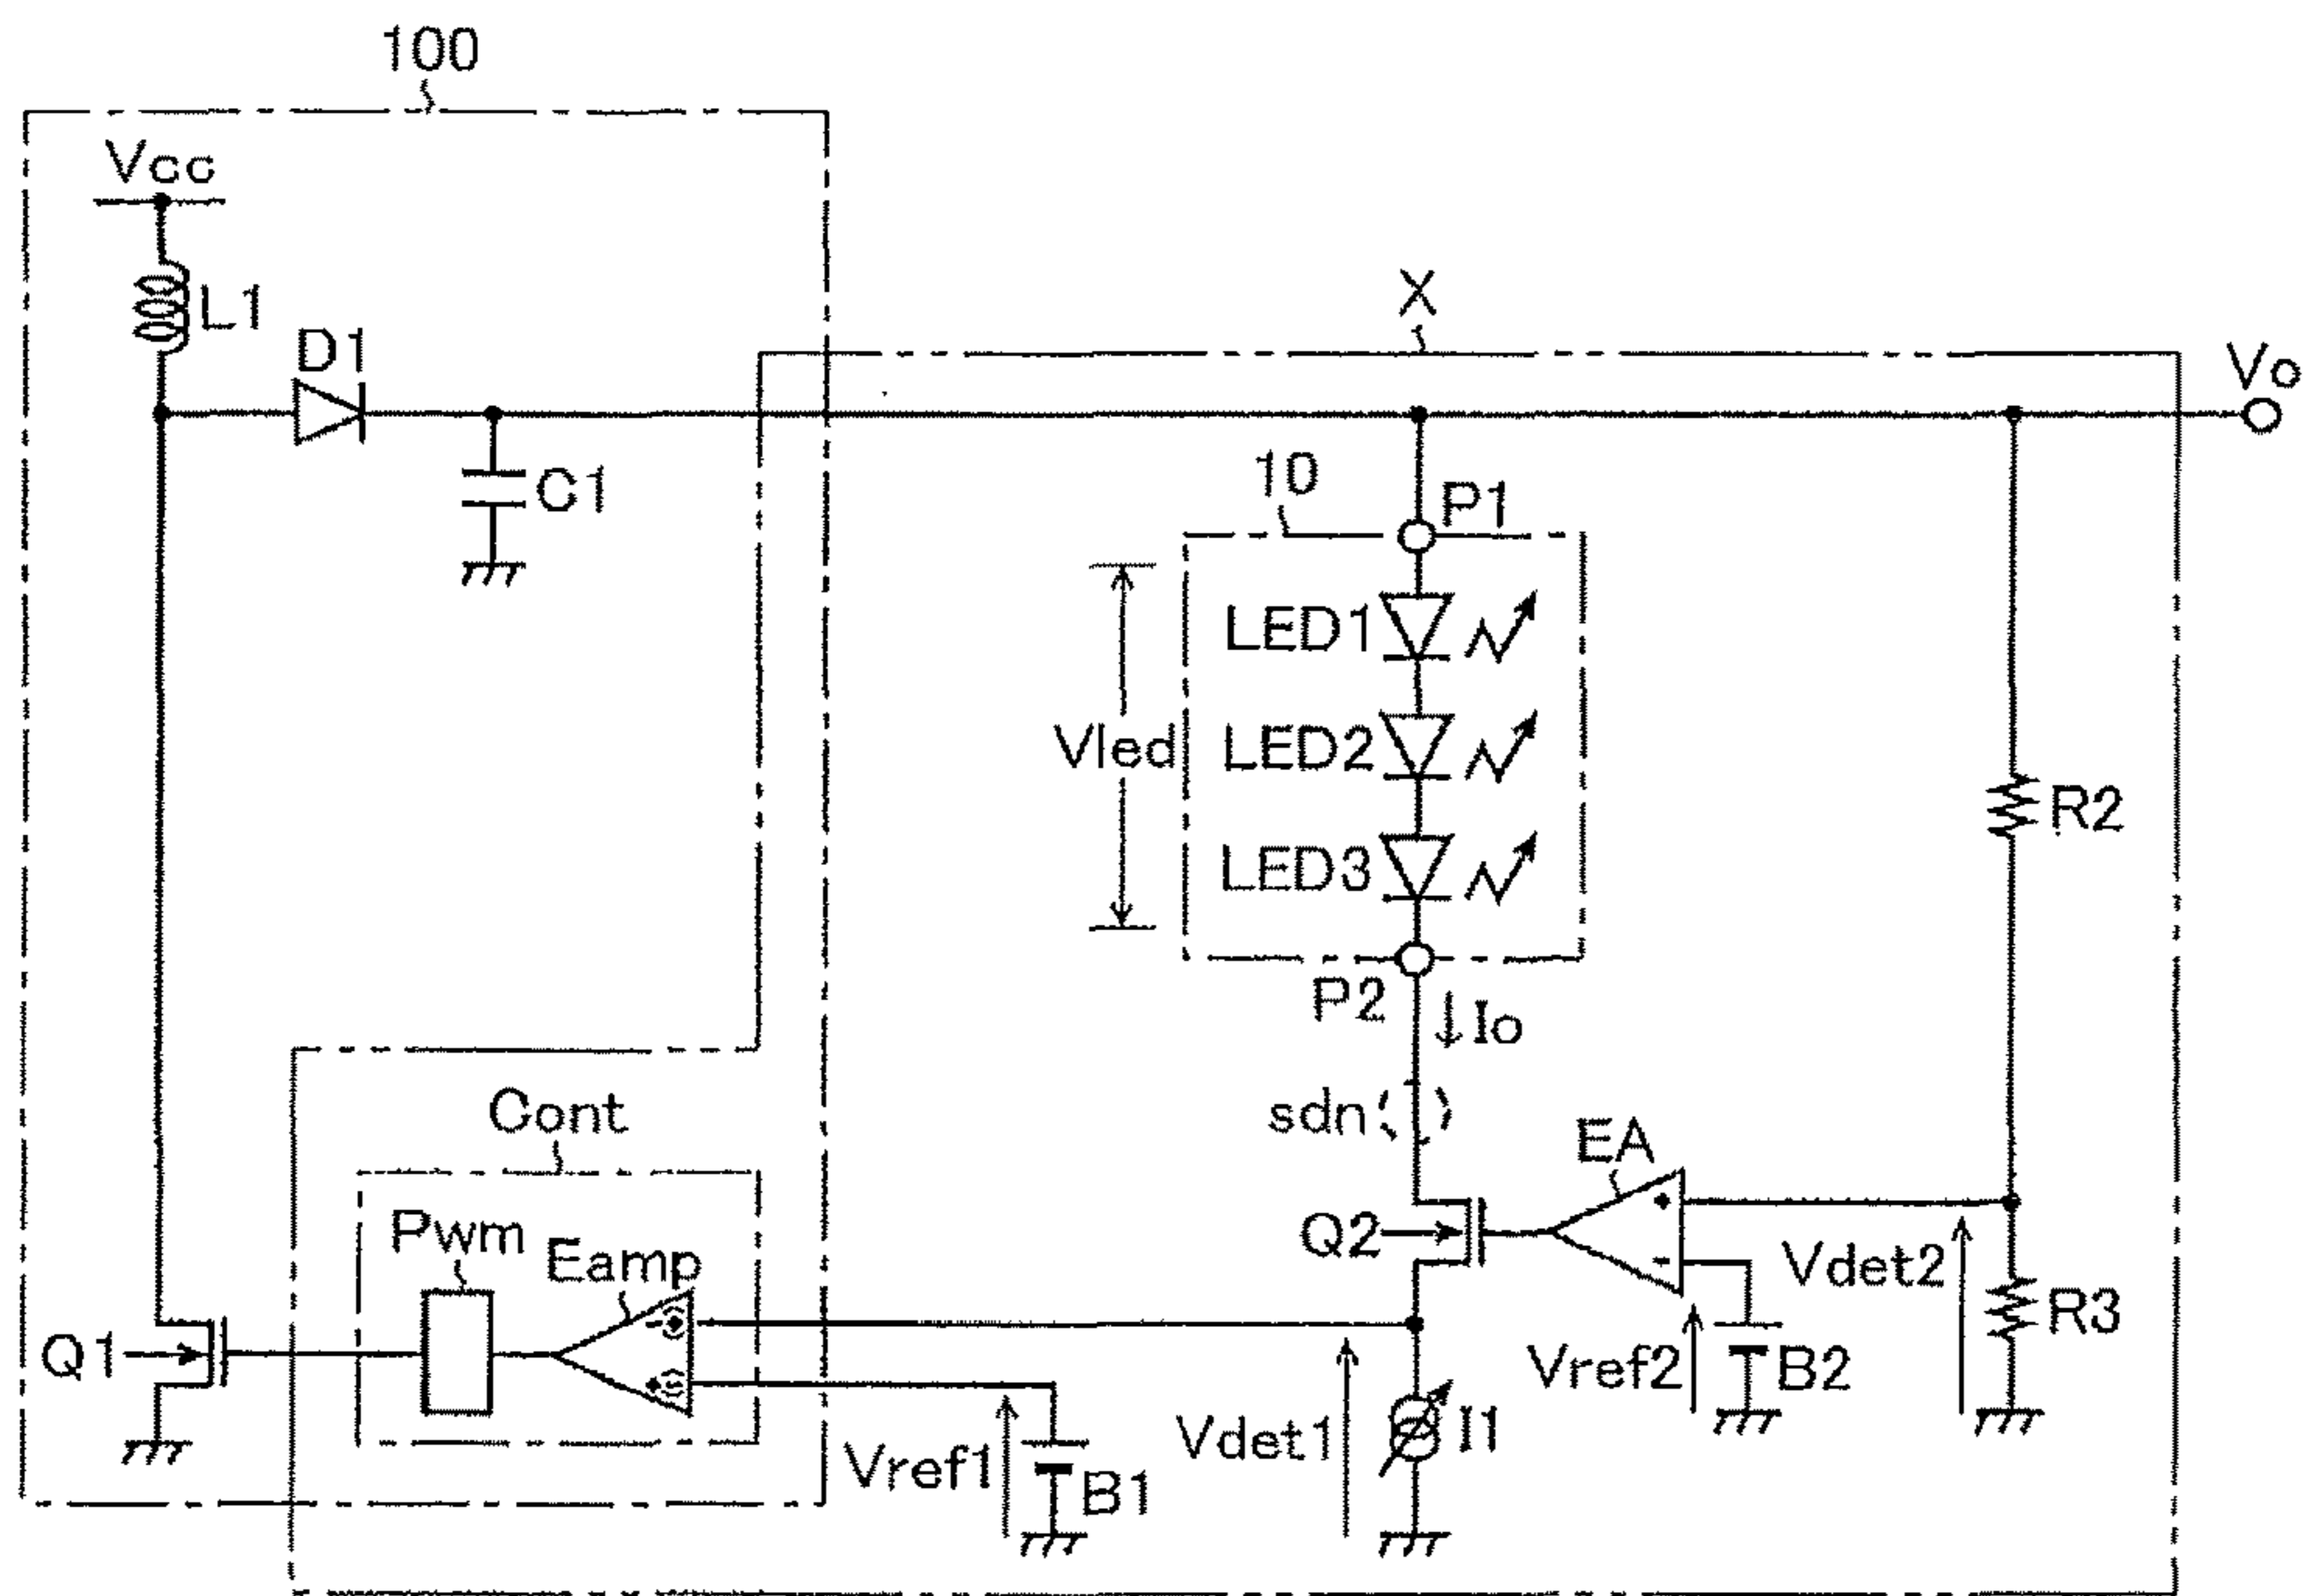 100
Vcc
L1
D1
C1
X
Vo
10
P1
LED1
LED2
LED3
Vled
P2
Io
sdn
R2
EA
+
-
Q2
Vdet2
R3
Vref2
B2
Cont
Pwm
Eamp
-(+)
+(-)
Q1
Vref1
B1
Vdet1
I1